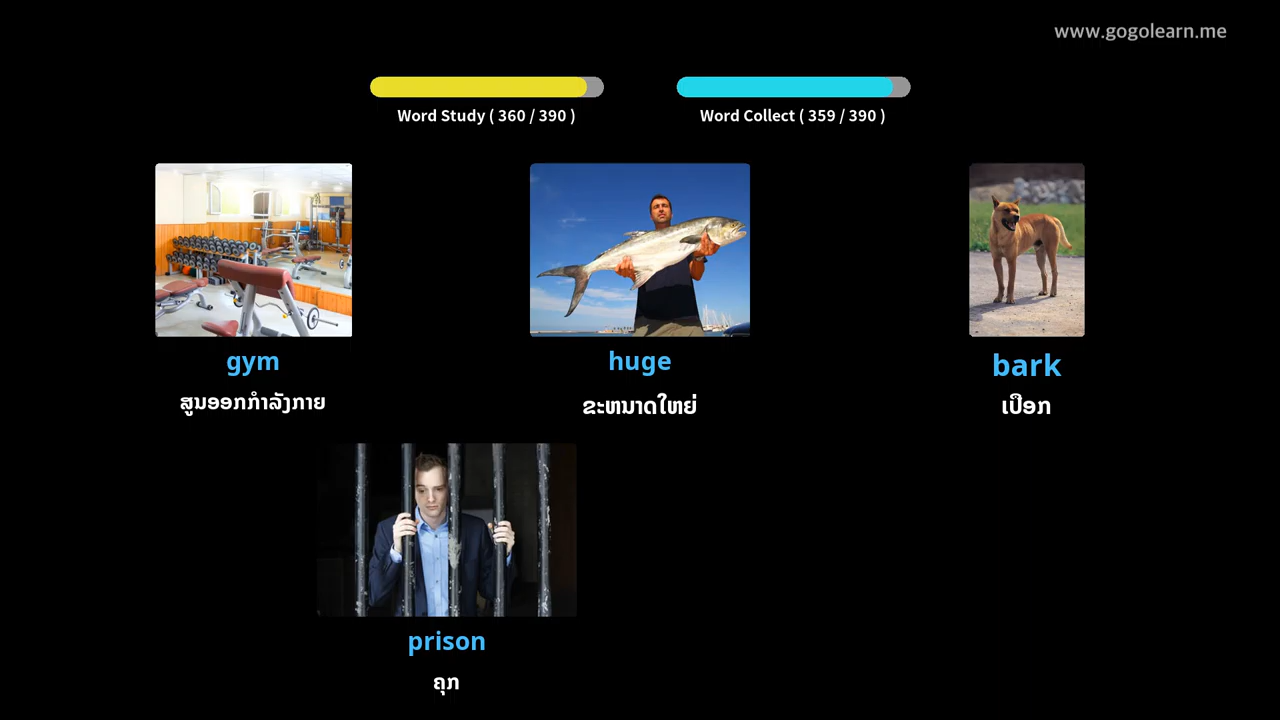 www.gogolearn.me
Word Study ( 360 / 390 )
Word Collect ( 359 / 390 )
gym
ສູນອອກກໍາລັງກາຍ
huge
ຂະຫນາດໃຫຍ່
bark
ເປືອກ
prison
ຄຸກ